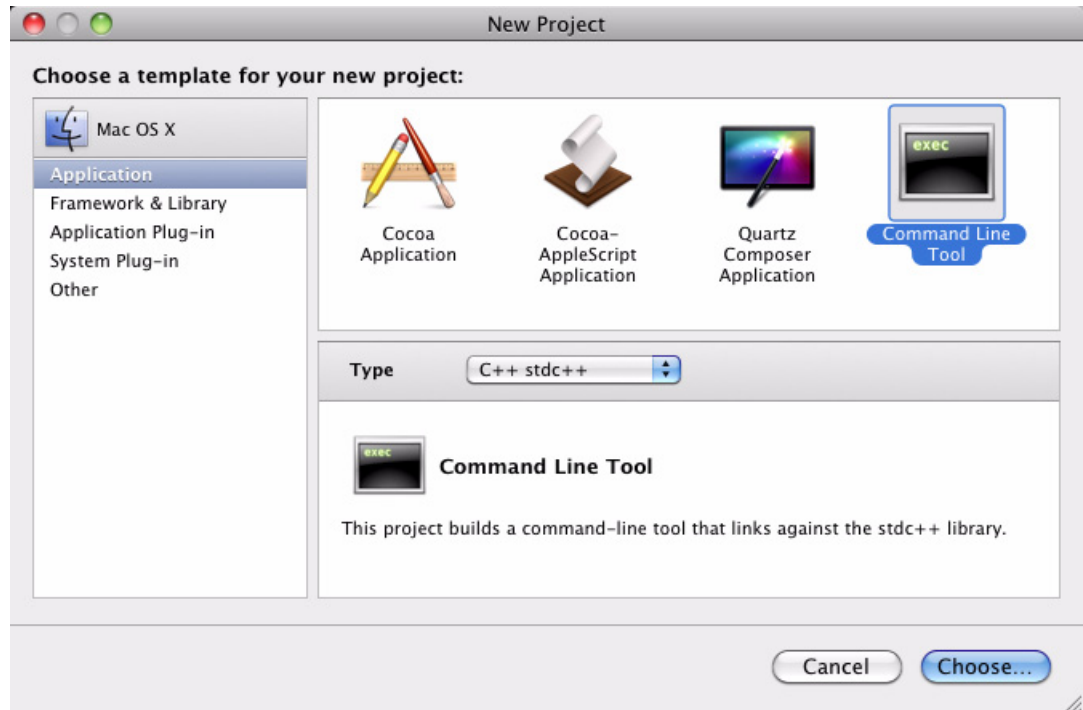 New Project
Choose a template for your new project:
Mac OS X
Application
Framework & Library
Application Plug-in
System Plug-in
Other
Cocoa
Application
Cocoa-
AppleScript
Application
Quartz
Composer
Application
exec
Command Line
Tool
Type
C++ stdc++
exec
Command Line Tool
This project builds a command-line tool that links against the stdc++ library.
Cancel
Choose...